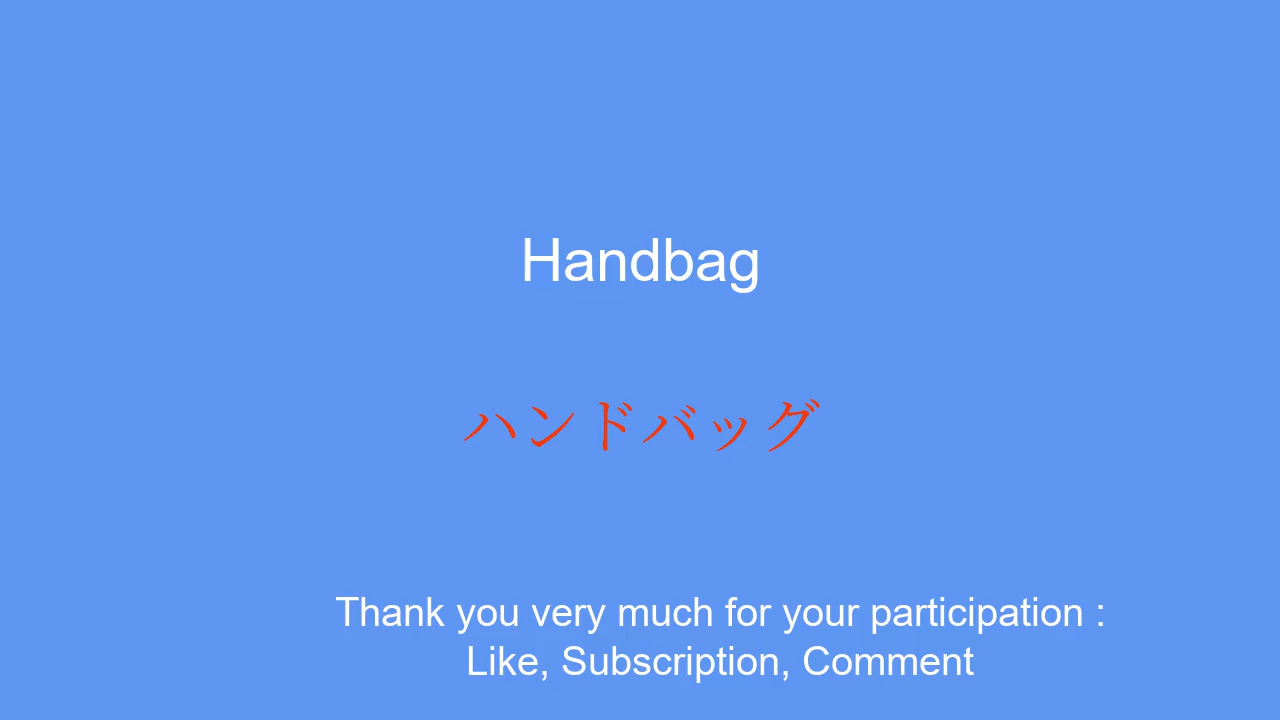 Handbag
ハンドバッグ
Thank you very much for your participation :
Like, Subscription, Comment